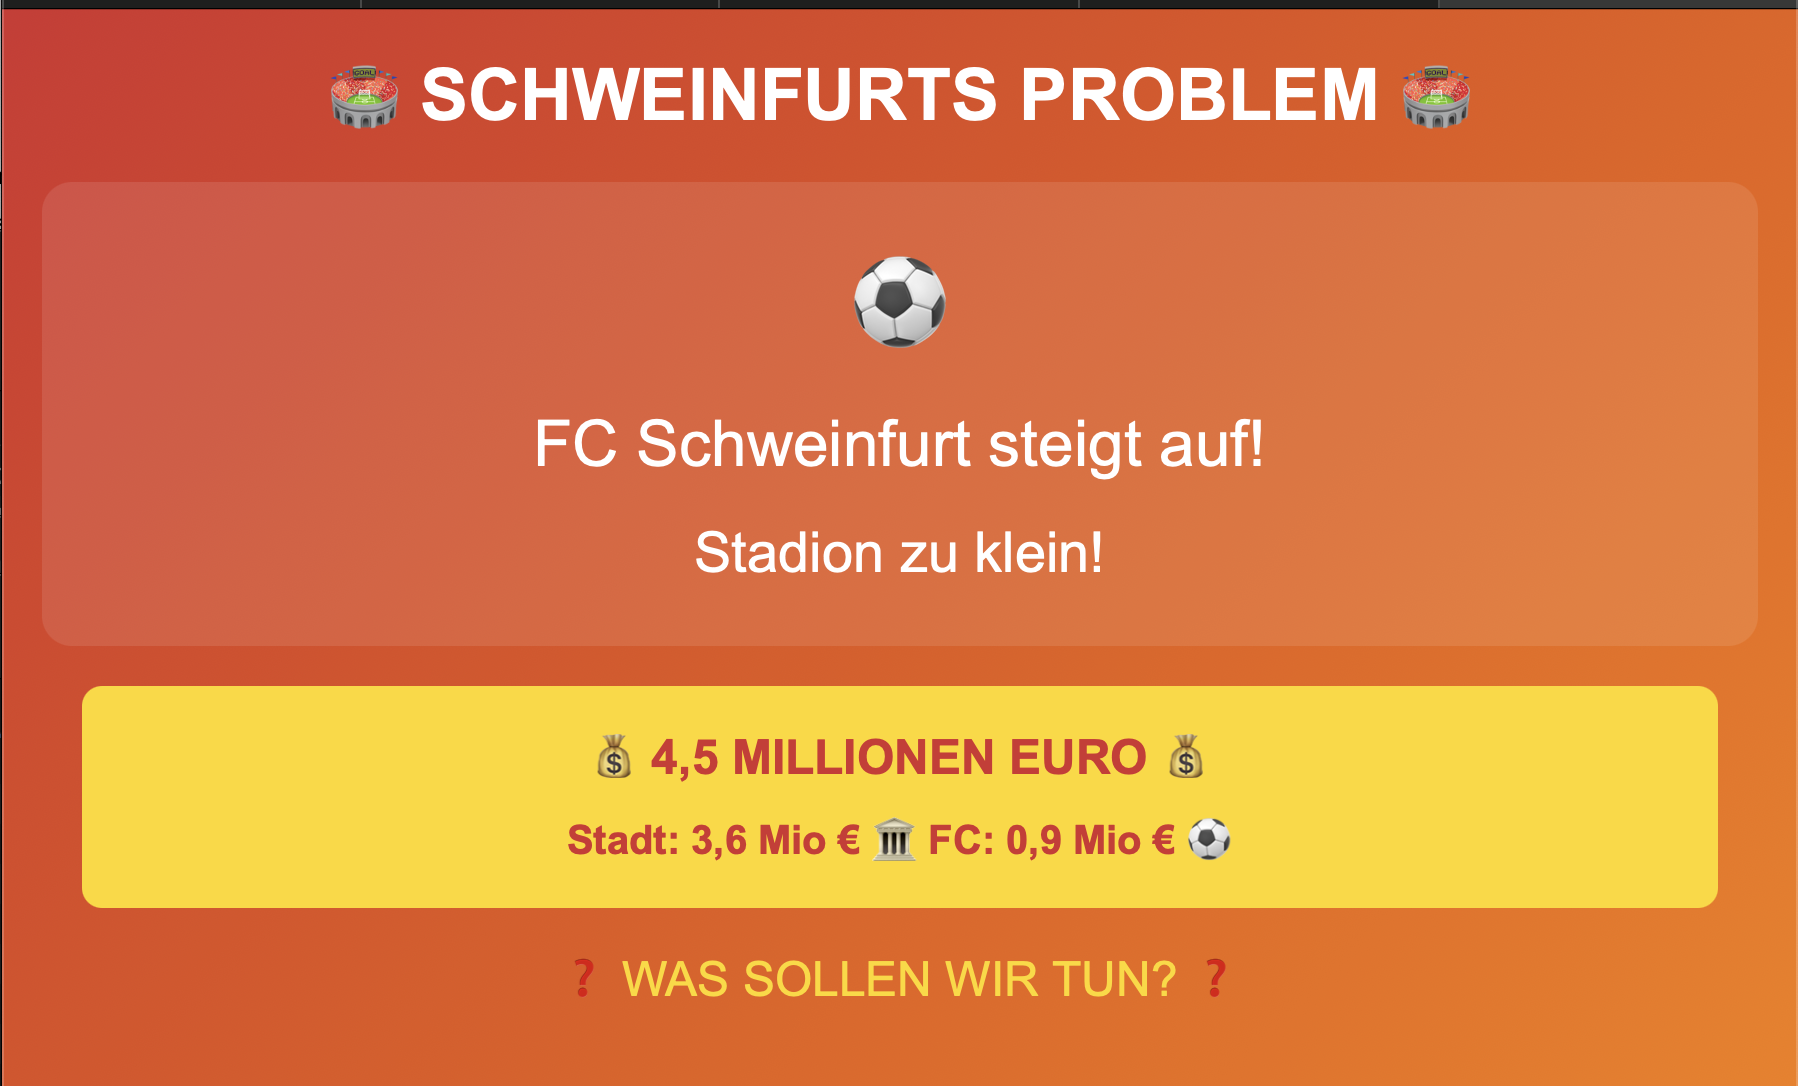 SCHWEINFURTS PROBLEM
FC Schweinfurt steigt auf!
Stadion zu klein!
💰 4,5 MILLIONEN EURO 💰
Stadt: 3,6 Mio € 🏛️ FC: 0,9 Mio € ⚽
❓ WAS SOLLEN WIR TUN? ❓